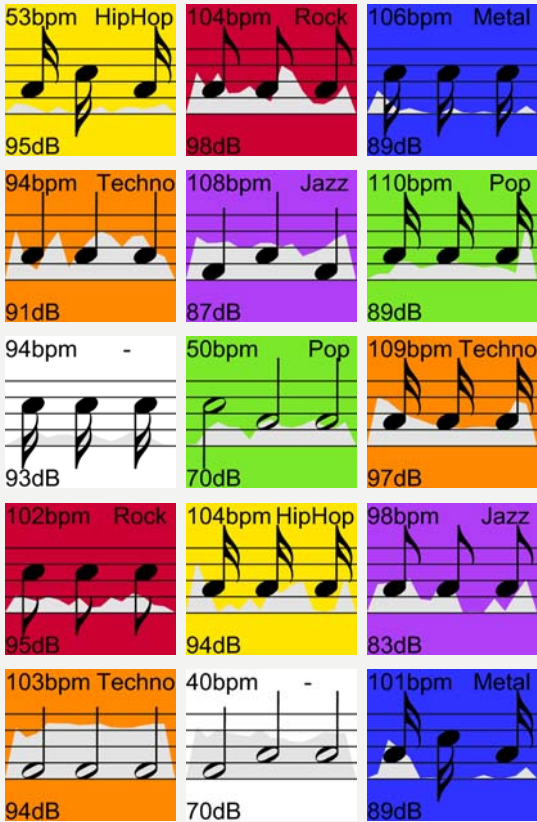 53bpm HipHop
95dB
104bpm Rock
98dB
106bpm Metal
89dB
94bpm Techno
91dB
108bpm Jazz
87dB
110bpm Pop
89dB
94bpm -
93dB
50bpm Pop
70dB
109bpm Techno
97dB
102bpm Rock
95dB
104bpm HipHop
94dB
98bpm Jazz
83dB
103bpm Techno
94dB
40bpm -
70dB
101bpm Metal
89dB